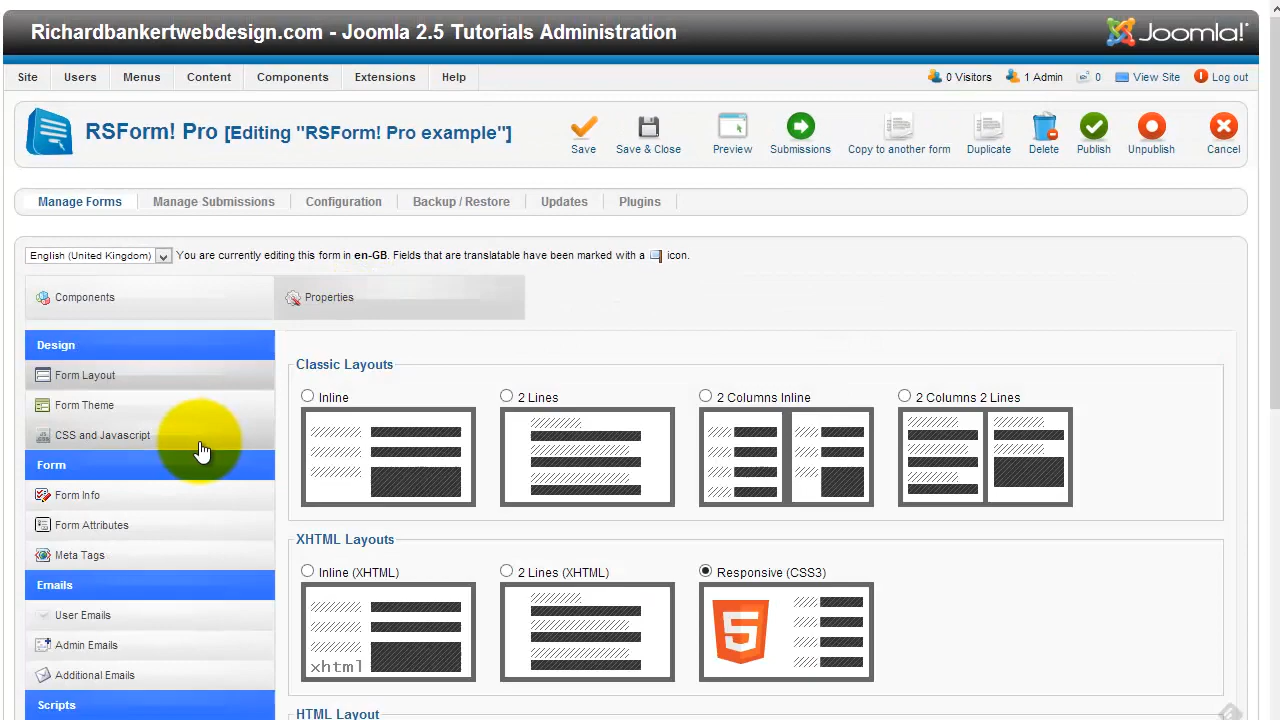 Richardbankertwebdesign.com - Joomla 2.5 Tutorials Administration
Joomla!
Site Users Menus Content Components Extensions Help 0 Visitors 1 Admin 0 View Site Log out
RSForm! Pro [Editing "RSForm! Pro example"]
Save Save & Close Preview Submissions Copy to another form Duplicate Delete Publish Unpublish Cancel
Manage Forms Manage Submissions Configuration Backup / Restore Updates Plugins
English (United Kingdom) You are currently editing this form in en-GB. Fields that are translatable have been marked with a icon.
Components Properties
Design
Form Layout
Form Theme
CSS and Javascript
Form
Form Info
Form Attributes
Meta Tags
Emails
User Emails
Admin Emails
Additional Emails
Scripts
Classic Layouts
Inline 2 Lines 2 Columns Inline 2 Columns 2 Lines
XHTML Layouts
Inline (XHTML) 2 Lines (XHTML) Responsive (CSS3)
xhtml 5
HTML Layout